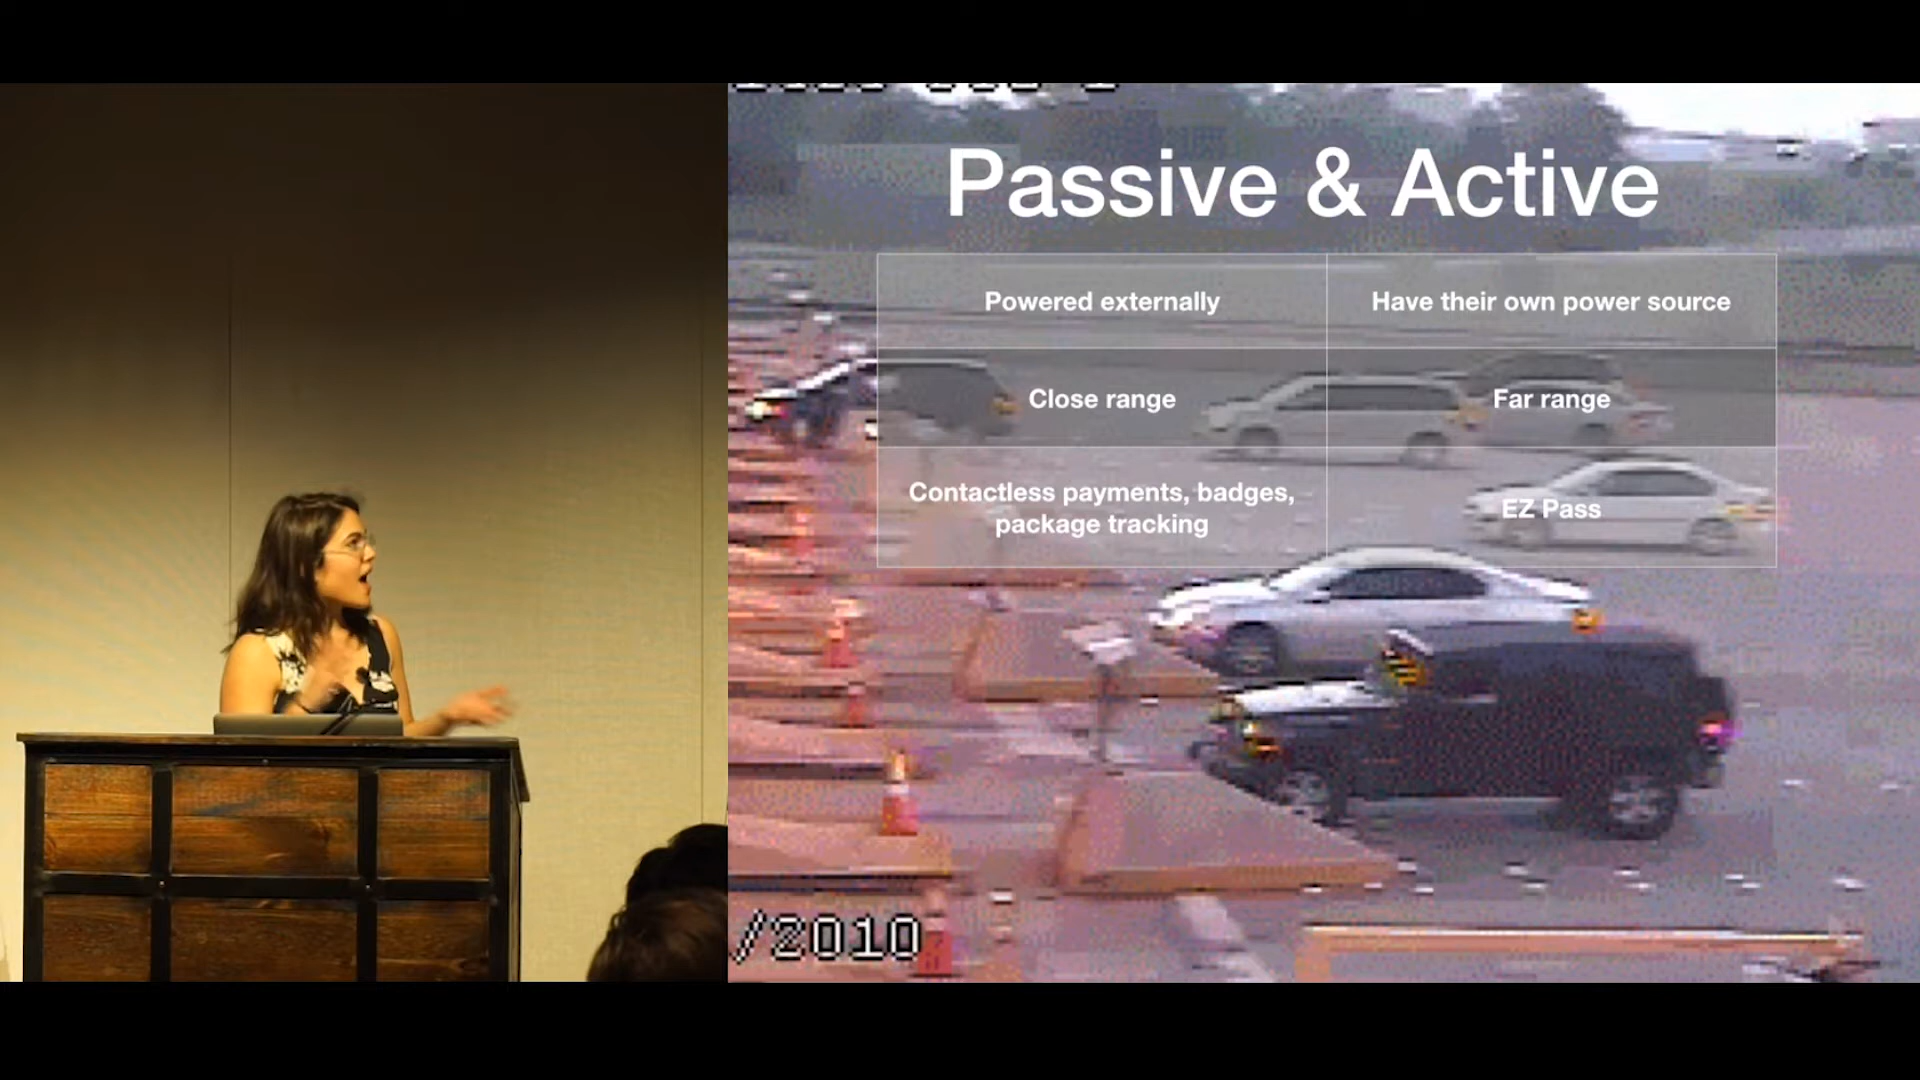 Passive & Active
Powered externally
Have their own power source
Close range
Far range
Contactless payments, badges,
package tracking
EZ Pass
/2010